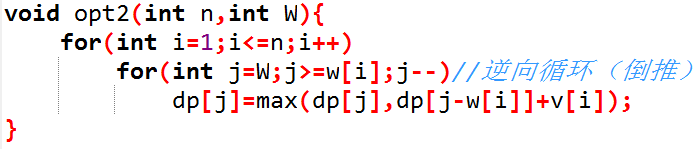 void opt2(int n,int W){
    for(int i=1;i<=n;i++)
        for(int j=W;j>=w[i];j--)//逆向循环（倒推）
            dp[j]=max(dp[j],dp[j-w[i]]+v[i]);
}